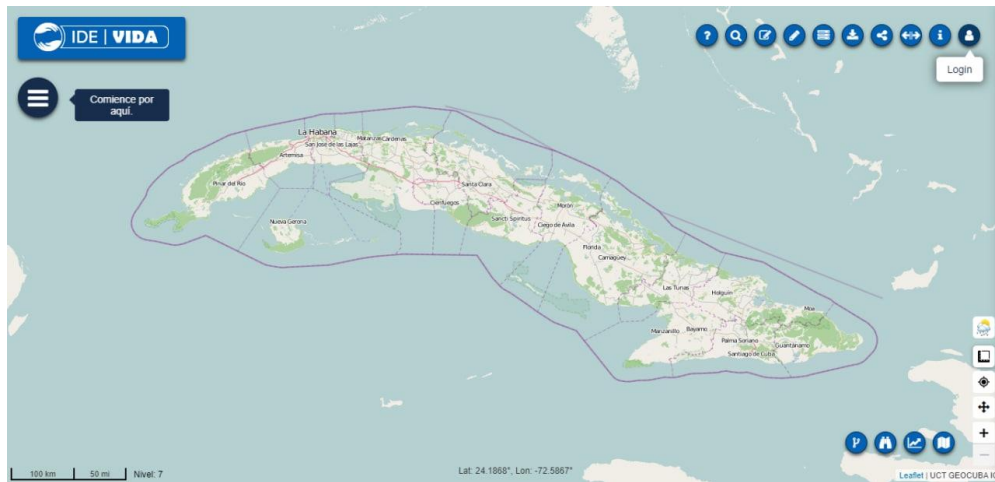 IDE | VIDA
?
i
Login
Comience por
aquí.
La Habana
Matanzas
Cárdenas
San José de las Lajas
Artemisa
Pinar del Río
Santa Clara
Nueva Gerona
Cienfuegos
Morón
Sancti Spíritus
Ciego de Avila
Florida
Camagüey
Las Tunas
Holguín
Moa
Manzanillo
Bayamo
Palma Soriano
Guantánamo
Santiago de Cuba
+
−
100 km
50 mi
Nivel: 7
Lat: 24.1868°, Lon: -72.5867°
Leaflet | UCT GEOCUBA IC